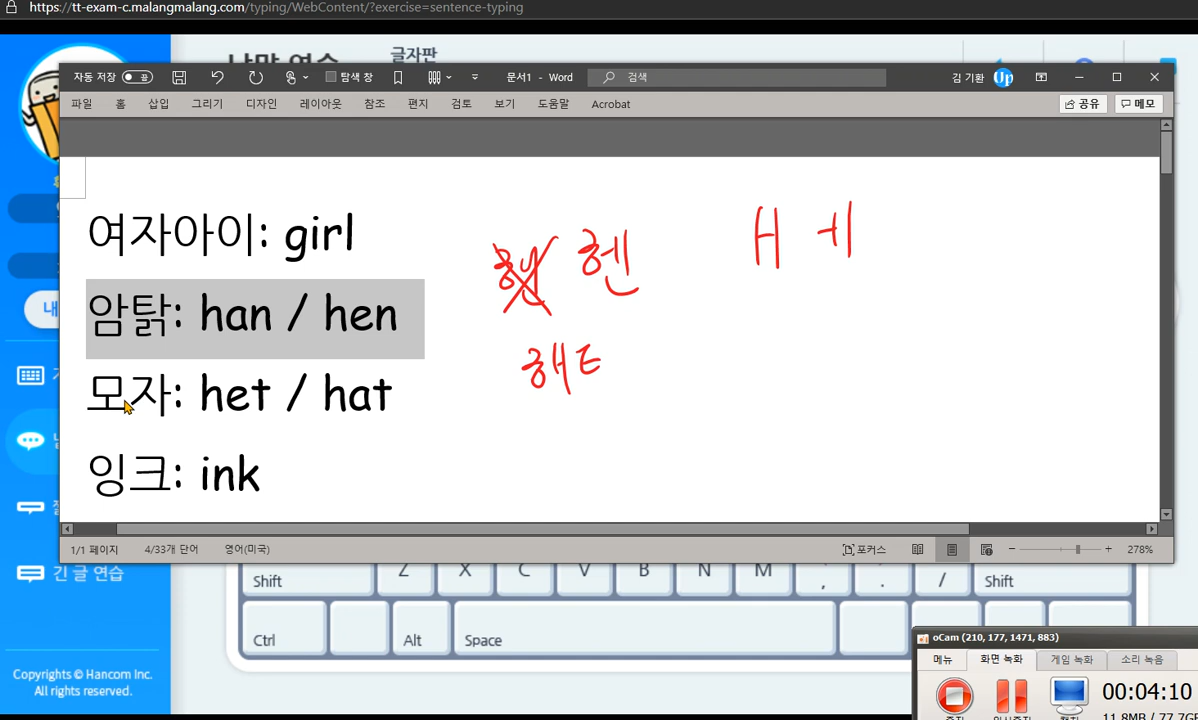 https://tt-exam-c.malangmalang.com/typing/WebContent/?exercise=sentence-typing
글자판
자동 저장 끔 탐색 창 문서1 - Word 검색 김 기환 Up
파일 홈 삽입 그리기 디자인 레이아웃 참조 편지 검토 보기 도움말 Acrobat 공유 메모
여자아이: girl
암탉: han / hen
헨
ㅐ ㅔ
모자: het / hat
해ㅌ
잉크: ink
1/1 페이지 4/33개 단어 영어(미국) 포커스 278%
긴 글 연습
Shift Z X C V B N M , . / Shift
Ctrl Alt Space
Copyrights © Hancom Inc.
All rights reserved.
oCam (210, 177, 1471, 883)
메뉴 화면 녹화 게임 녹화 소리 녹음
00:04:10